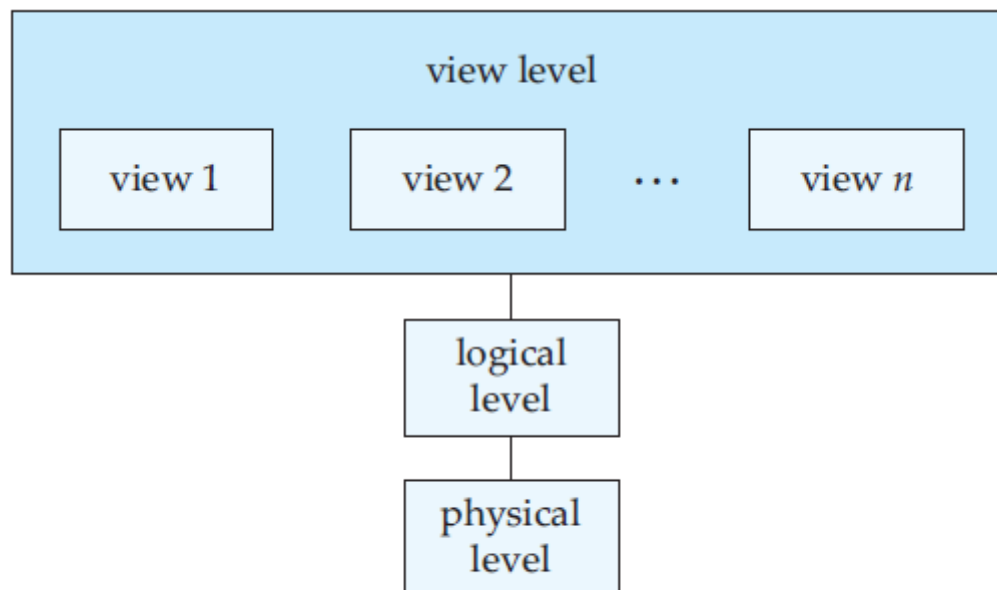 view level
view 1
view 2
…
view n
logical
level
physical
level